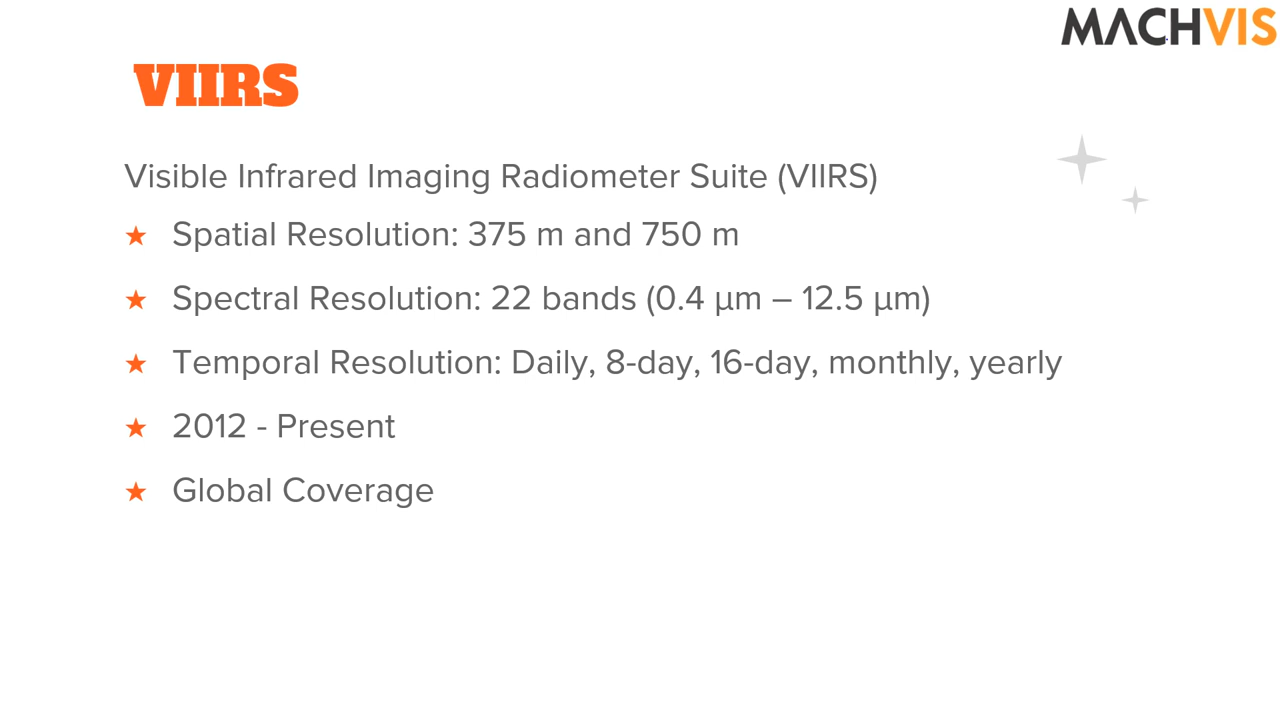 MACHVIS
VIIRS
Visible Infrared Imaging Radiometer Suite (VIIRS)
Spatial Resolution: 375 m and 750 m
Spectral Resolution: 22 bands (0.4 µm – 12.5 µm)
Temporal Resolution: Daily, 8-day, 16-day, monthly, yearly
2012 - Present
Global Coverage